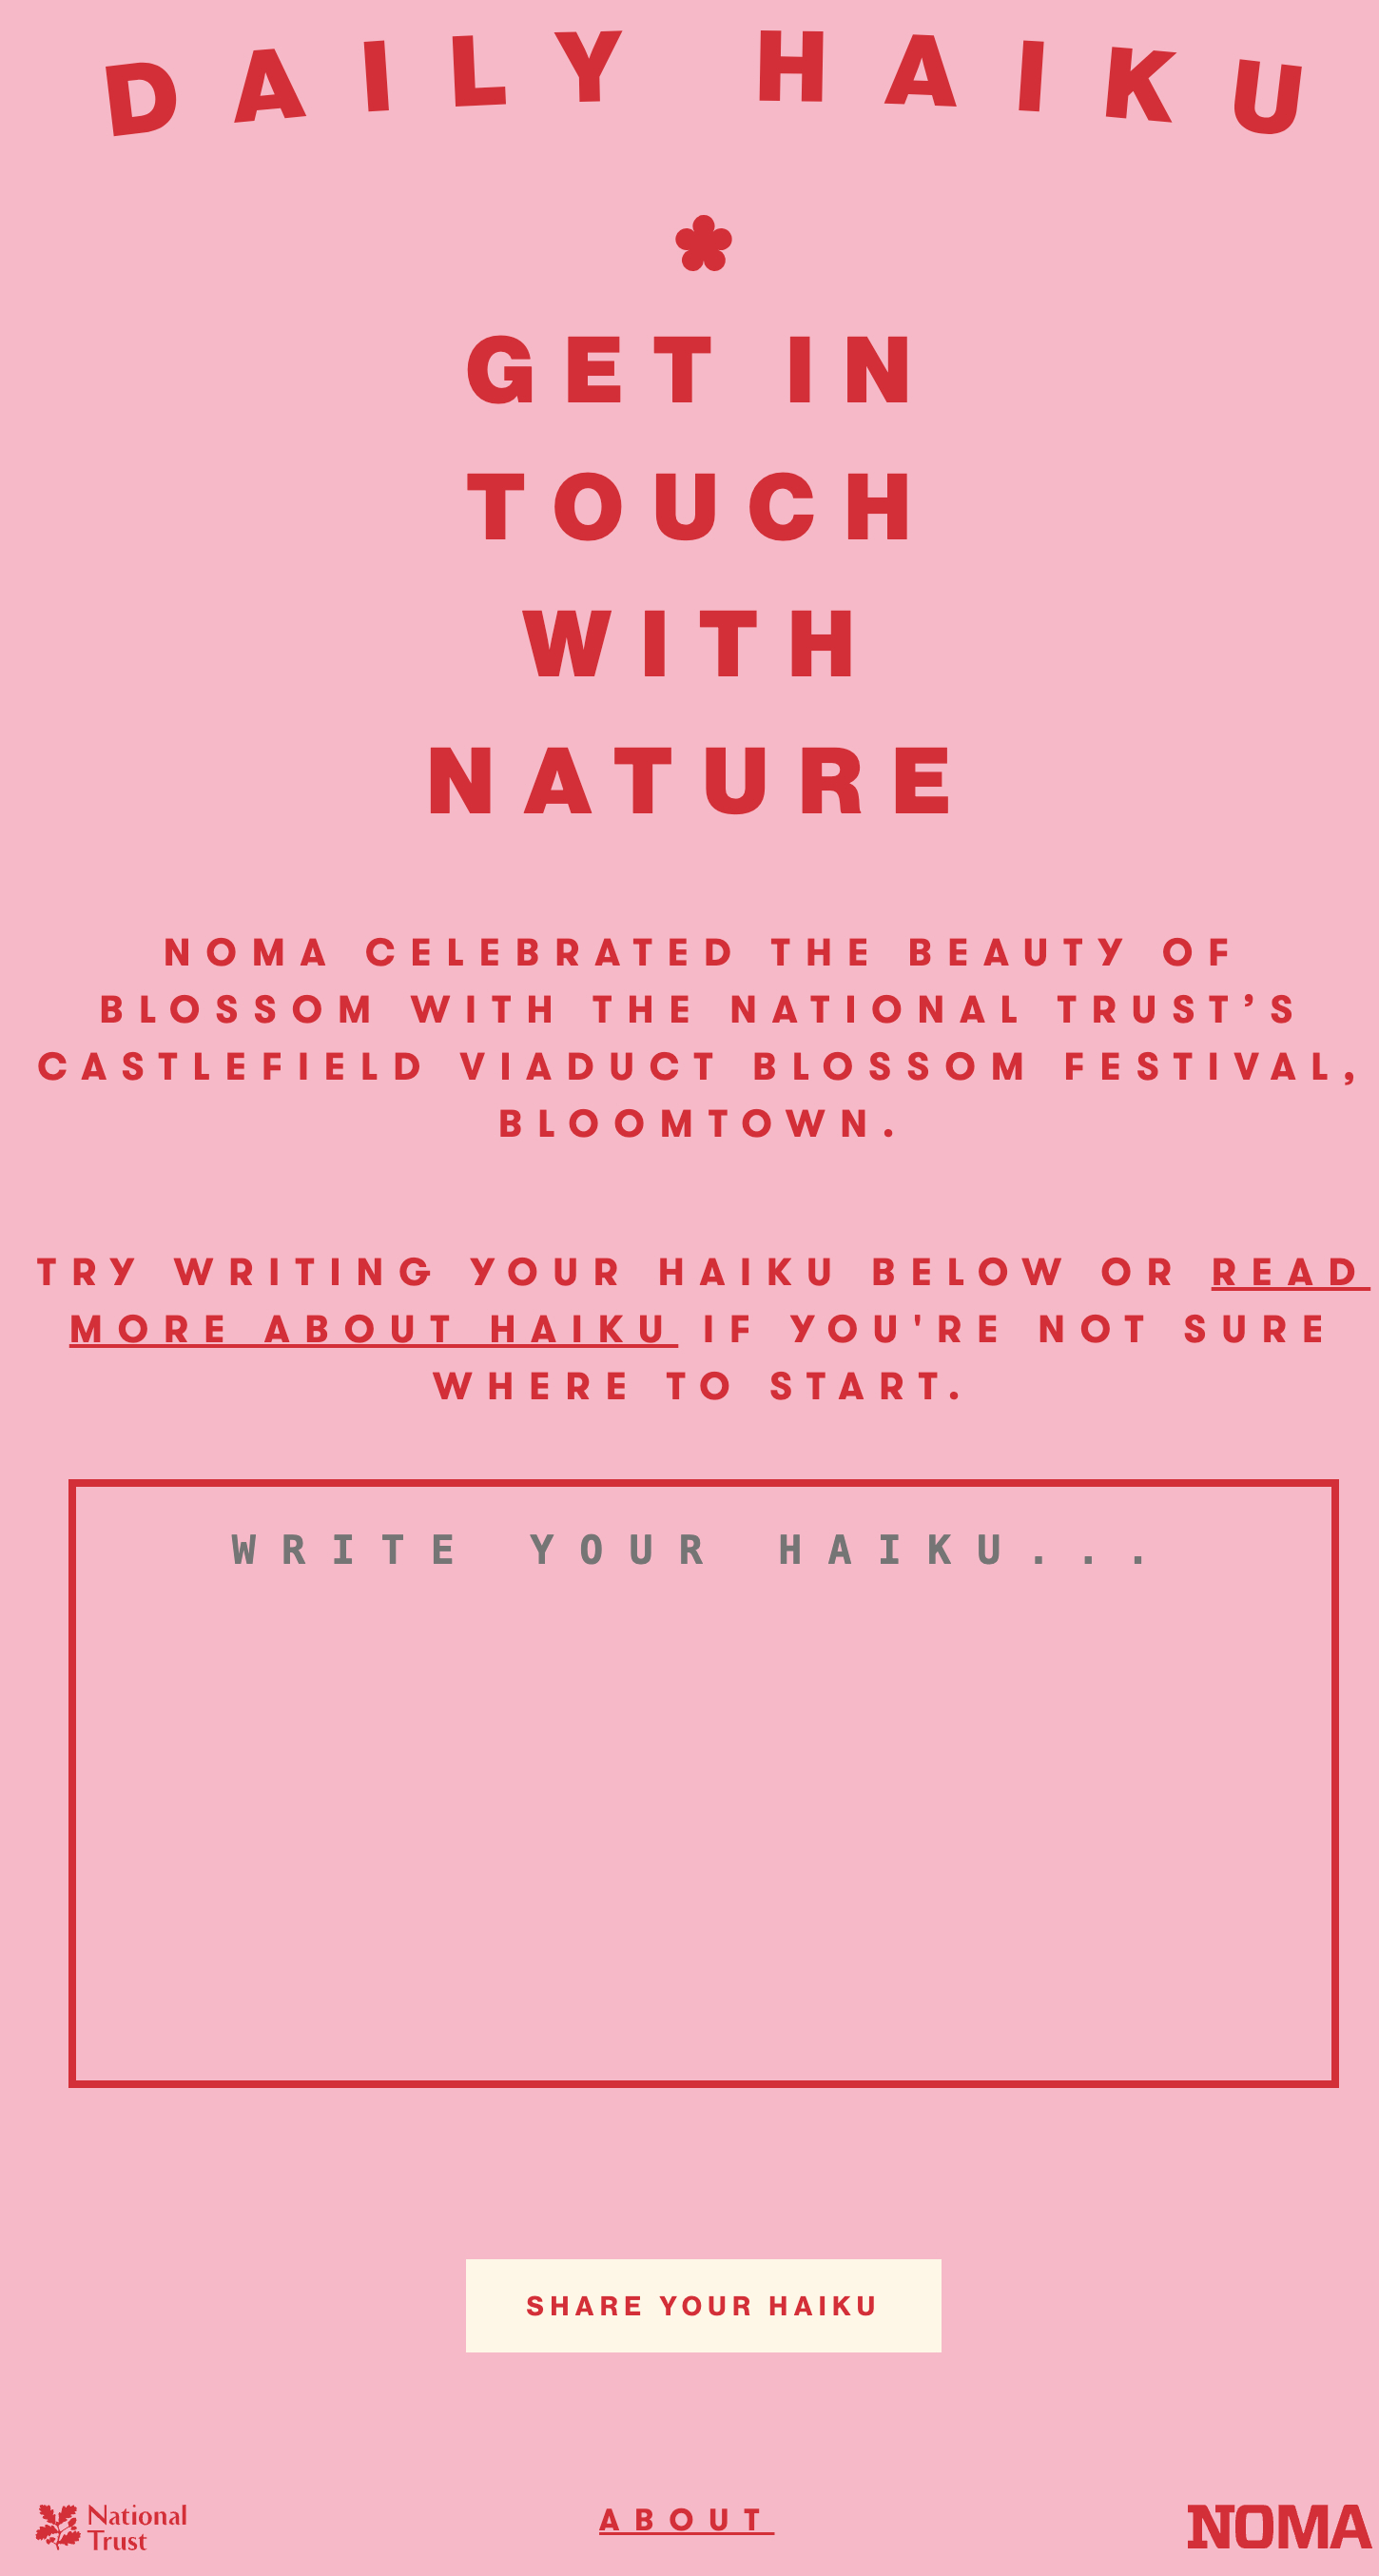 DAILY HAIKU
GET IN
TOUCH
WITH
NATURE
NOMA CELEBRATED THE BEAUTY OF
BLOSSOM WITH THE NATIONAL TRUST’S
CASTLEFIELD VIADUCT BLOSSOM FESTIVAL,
BLOOMTOWN.
TRY WRITING YOUR HAIKU BELOW OR READ
MORE ABOUT HAIKU IF YOU'RE NOT SURE
WHERE TO START.
WRITE YOUR HAIKU...
SHARE YOUR HAIKU
National
Trust
ABOUT
NOMA